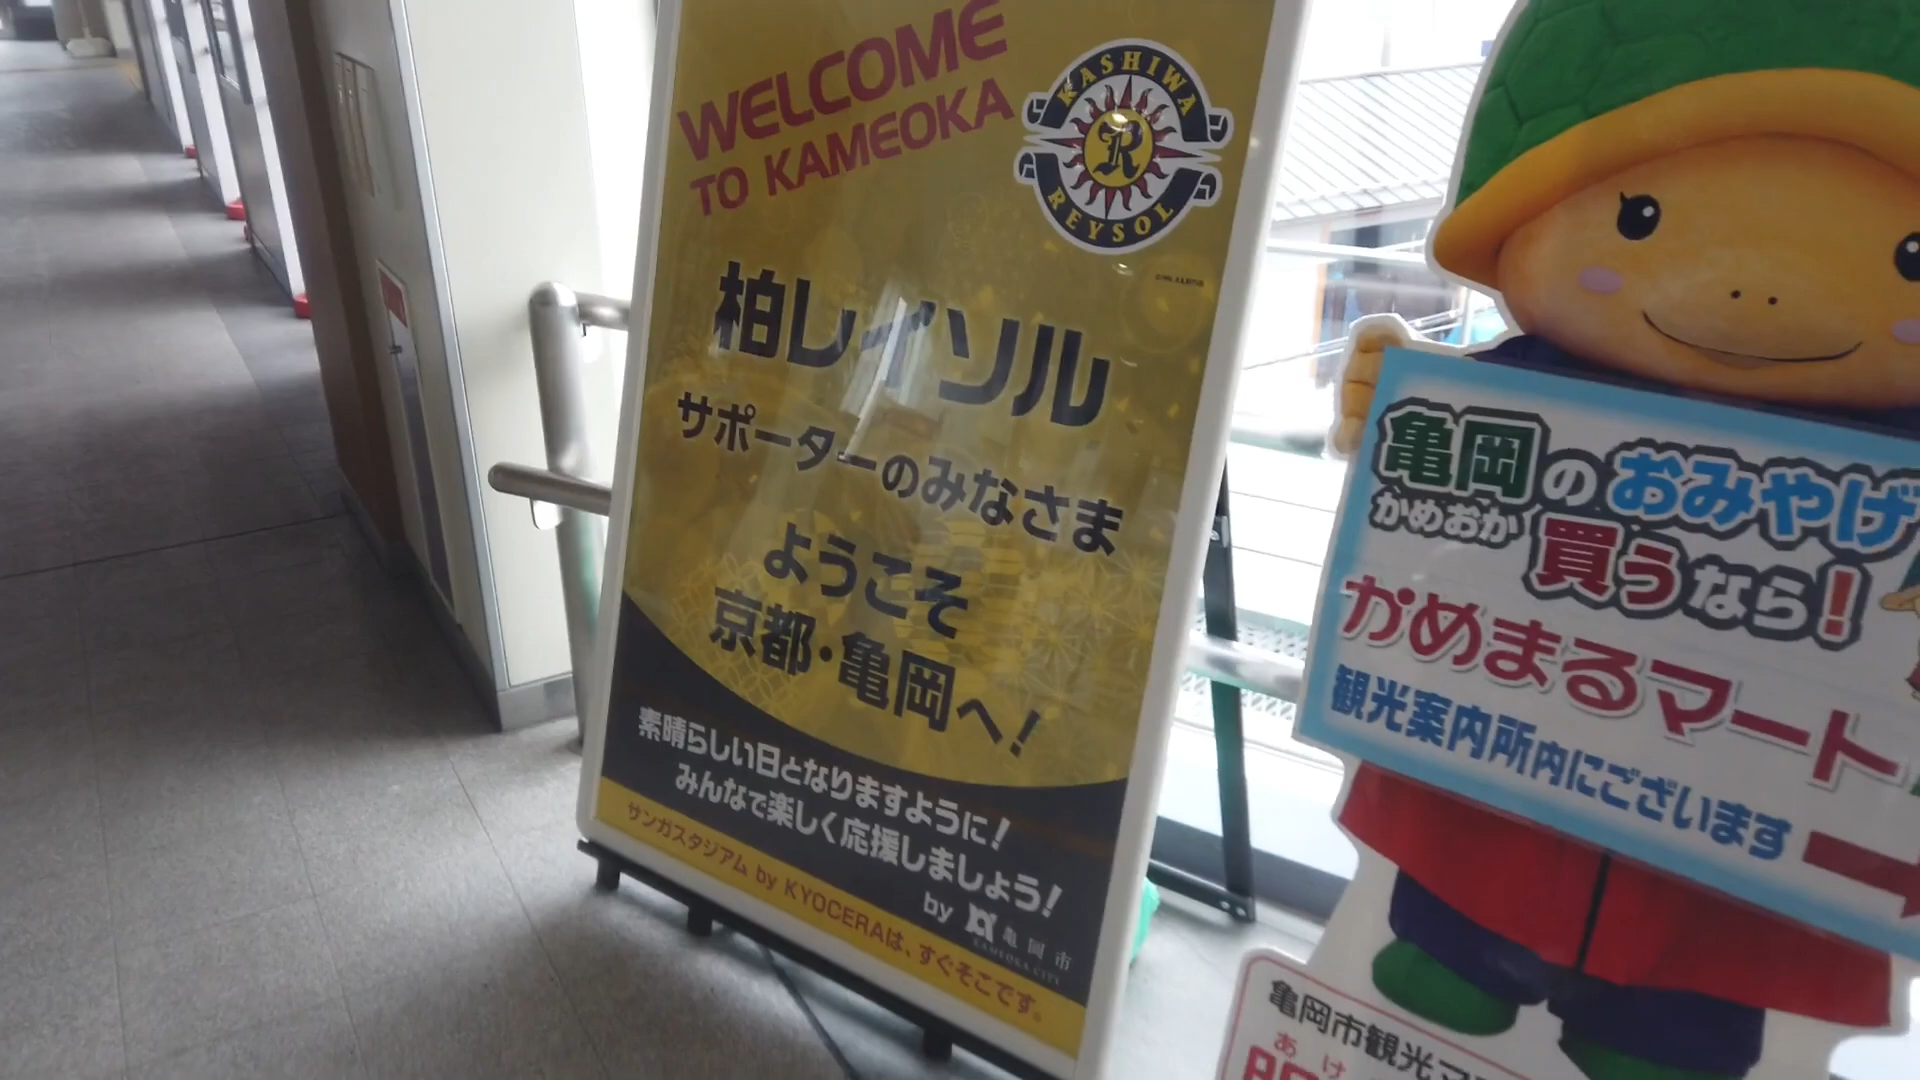 WELCOME
TO KAMEOKA
KASHIWA
R
REYSOL
柏レイソル
サポーターのみなさま
ようこそ
京都・亀岡へ!
素晴らしい日となりますように!
みんなで楽しく応援しましょう!
by 亀岡市
KAMEOKA CITY
サンガスタジアム by KYOCERAは、すぐそこです。
亀岡のおみやげ
かめおか
買うなら!
かめまるマート
観光案内所内にございます
亀岡市観光マ
あけ
明